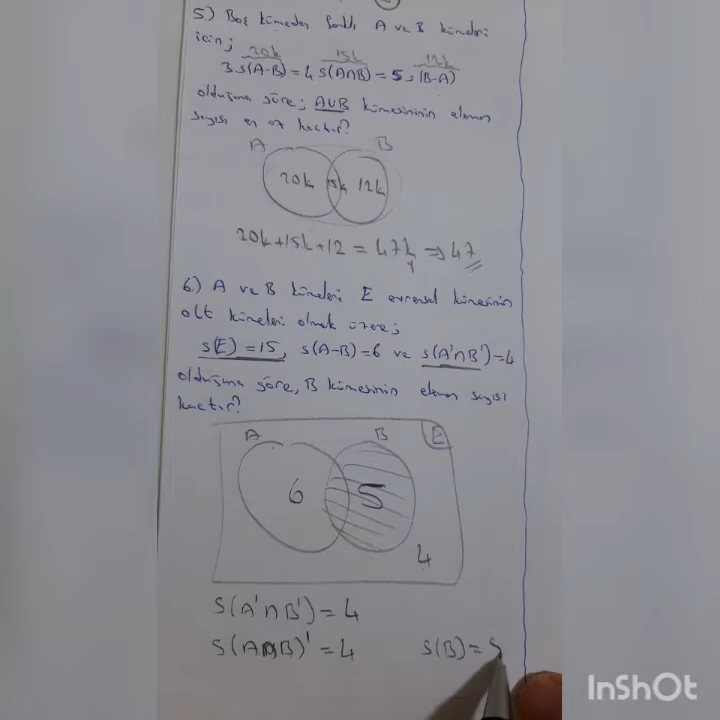 5) Boş kümeden farklı A ve B kümeleri
için;
20k 15k 12k
3.s(A-B)=4 s(A∩B)=5.s(B-A)
olduğuna göre; AUB kümesinin eleman
sayısı en az kaçtır?
A B
20k 15k 12k
20k+15k+12=47k ⇒47
1
6.) A ve B kümeleri E evrensel kümesinin
alt kümeleri olmak üzere;
s(E)=15, s(A-B)=6 ve s(A'∩B')=4
olduğuna göre, B kümesinin eleman sayısı
kaçtır?
A B E
6 5
4
s(A'∩B')=4
s(A B)'=4 s(B)=5
InShOt